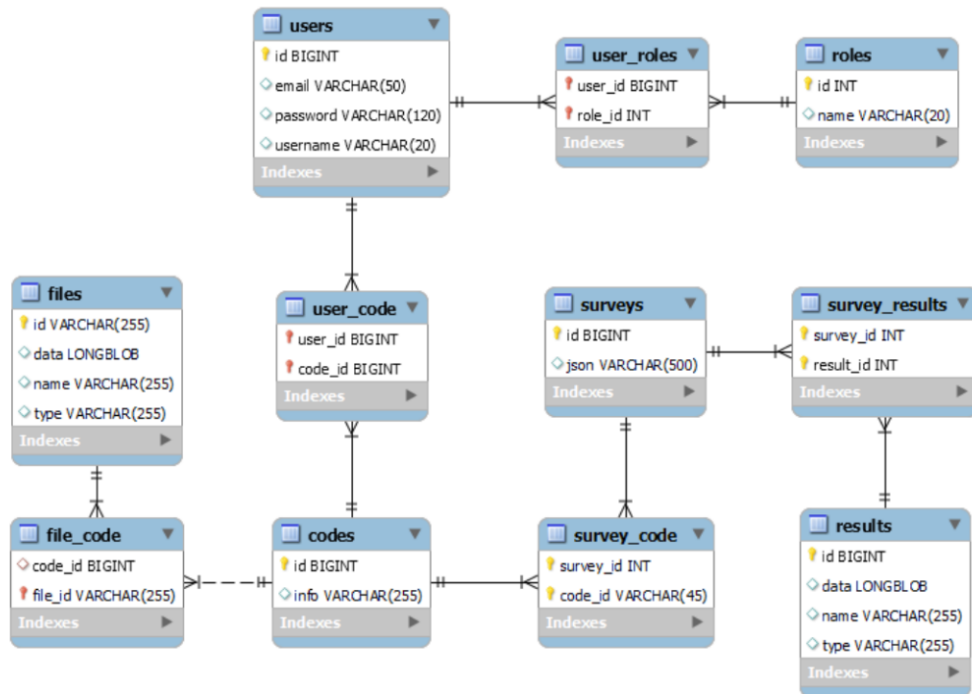 users
id BIGINT
email VARCHAR(50)
password VARCHAR(120)
username VARCHAR(20)
Indexes
user_roles
user_id BIGINT
role_id INT
Indexes
roles
id INT
name VARCHAR(20)
Indexes
files
id VARCHAR(255)
data LONGBLOB
name VARCHAR(255)
type VARCHAR(255)
Indexes
user_code
user_id BIGINT
code_id BIGINT
Indexes
surveys
id BIGINT
json VARCHAR(500)
Indexes
survey_results
survey_id INT
result_id INT
Indexes
file_code
code_id BIGINT
file_id VARCHAR(255)
Indexes
codes
id BIGINT
info VARCHAR(255)
Indexes
survey_code
survey_id INT
code_id VARCHAR(45)
Indexes
results
id BIGINT
data LONGBLOB
name VARCHAR(255)
type VARCHAR(255)
Indexes